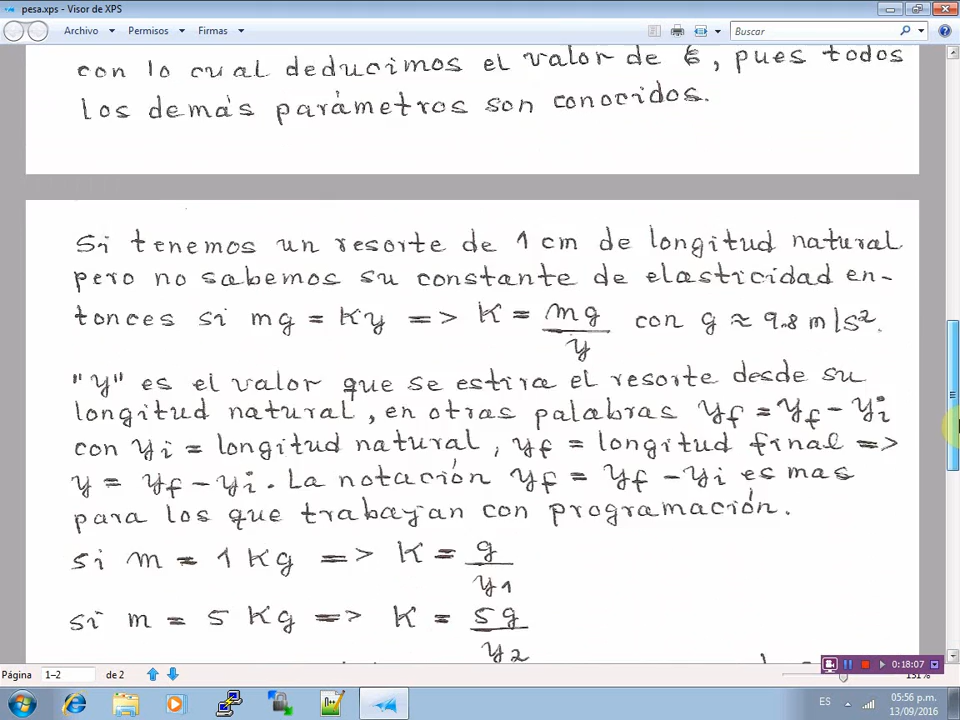 pesa.xps - Visor de XPS
Archivo Permisos Firmas Buscar
con lo cual deducimos el valor de є, pues todos
los demás parámetros son conocidos.
Si tenemos un resorte de 1 cm de longitud natural
pero no sabemos su constante de elasticidad en-
tonces si mg = Ky => K = mg/y con g ≈ 9.8 m/s².
"y" es el valor que se estira el resorte desde su
longitud natural, en otras palabras yf = yf - yi
con yi = longitud natural, yf = longitud final =>
y = yf - yi. La notación yf = yf - yi es mas
para los que trabajan con programación.
si m = 1 Kg => K = g/y1
si m = 5 Kg => K = 5g/y2
Página 1-2 de 2 0:18:07 131%
ES 05:56 p.m.
13/09/2016